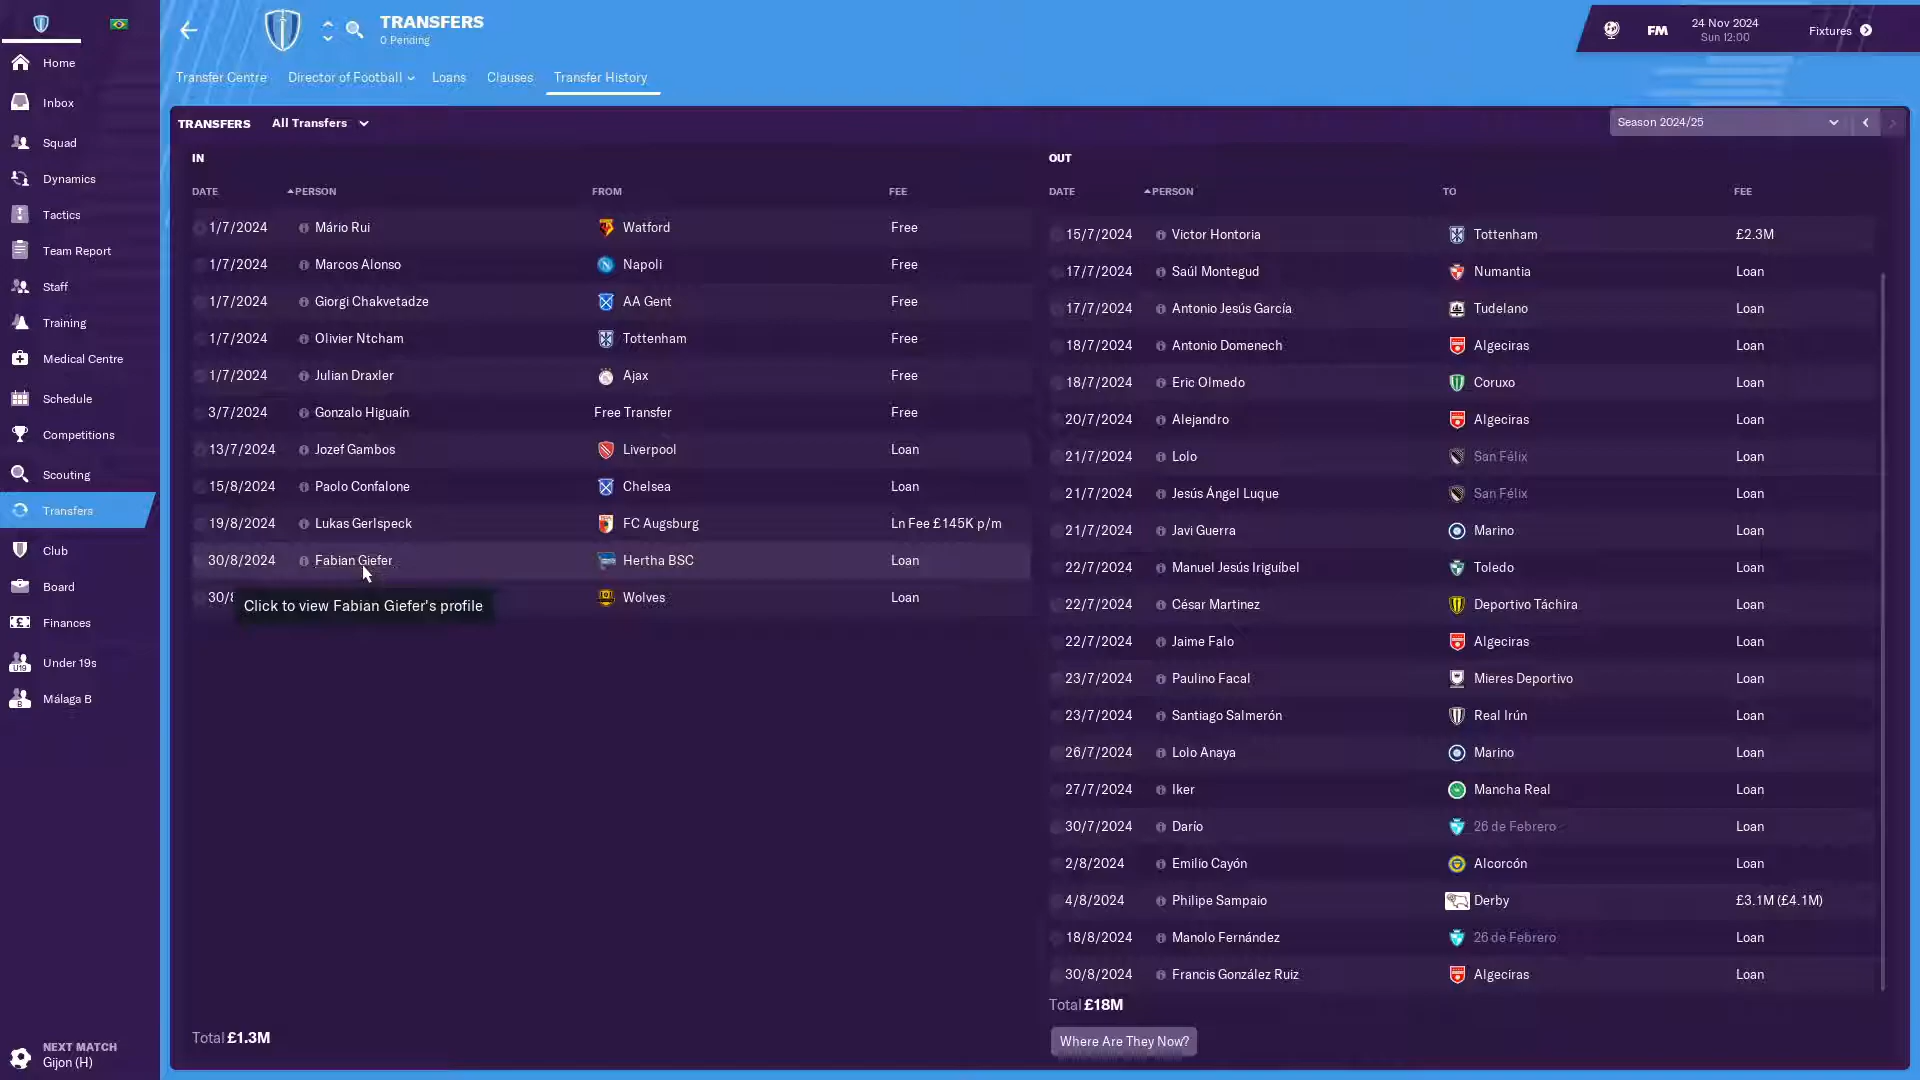 TRANSFERS
0 Pending
FM
24 Nov 2024
Sun 12:00
Fixtures
Transfer Centre
Director of Football
Loans
Clauses
Transfer History
Home
Inbox
Squad
Dynamics
Tactics
Team Report
Staff
Training
Medical Centre
Schedule
Competitions
Scouting
Transfers
Club
Board
Finances
U19 Under 19s
B Málaga B
NEXT MATCH
Gijon (H)
TRANSFERS All Transfers
Season 2024/25
IN
DATE PERSON FROM FEE
1/7/2024 Mário Rui Watford Free
1/7/2024 Marcos Alonso Napoli Free
1/7/2024 Giorgi Chakvetadze AA Gent Free
1/7/2024 Olivier Ntcham Tottenham Free
1/7/2024 Julian Draxler Ajax Free
3/7/2024 Gonzalo Higuaín Free Transfer Free
13/7/2024 Jozef Gambos Liverpool Loan
15/8/2024 Paolo Confalone Chelsea Loan
19/8/2024 Lukas Gerlspeck FC Augsburg Ln Fee £145K p/m
30/8/2024 Fabian Giefer Hertha BSC Loan
30/8 Wolves Loan
Click to view Fabian Giefer's profile
Total £1.3M
OUT
DATE PERSON TO FEE
15/7/2024 Victor Hontoria Tottenham £2.3M
17/7/2024 Saúl Montegud Numantia Loan
17/7/2024 Antonio Jesús García Tudelano Loan
18/7/2024 Antonio Domenech Algeciras Loan
18/7/2024 Eric Olmedo Coruxo Loan
20/7/2024 Alejandro Algeciras Loan
21/7/2024 Lolo San Félix Loan
21/7/2024 Jesús Ángel Luque San Félix Loan
21/7/2024 Javi Guerra Marino Loan
22/7/2024 Manuel Jesús Iriguíbel Toledo Loan
22/7/2024 César Martinez Deportivo Táchira Loan
22/7/2024 Jaime Falo Algeciras Loan
23/7/2024 Paulino Facal Mieres Deportivo Loan
23/7/2024 Santiago Salmerón Real Irún Loan
26/7/2024 Lolo Anaya Marino Loan
27/7/2024 Iker Mancha Real Loan
30/7/2024 Darío 26 de Febrero Loan
2/8/2024 Emilio Cayón Alcorcón Loan
4/8/2024 Philipe Sampaio Derby £3.1M (£4.1M)
18/8/2024 Manolo Fernández 26 de Febrero Loan
30/8/2024 Francis González Ruiz Algeciras Loan
Total £18M
Where Are They Now?